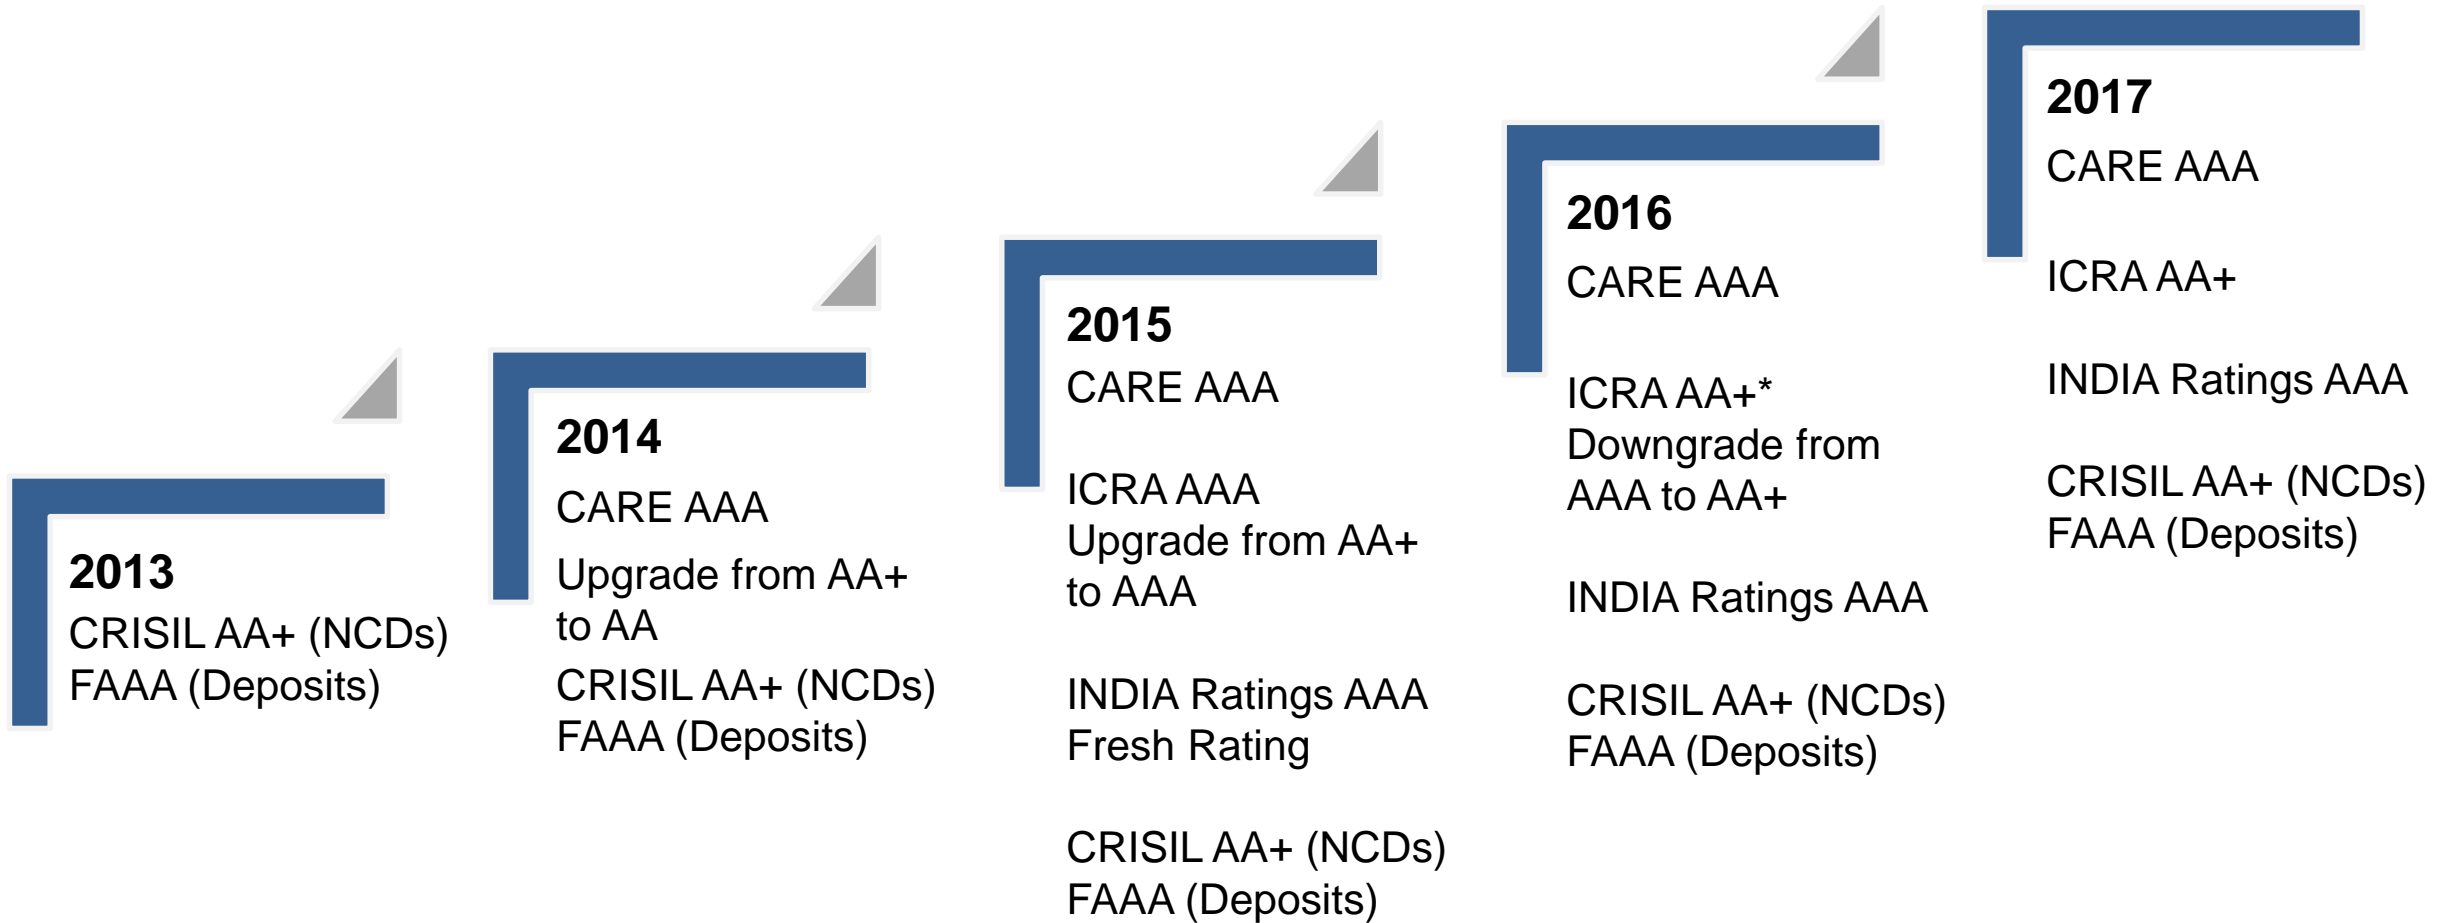 2013
CRISIL AA+ (NCDs)
FAAA (Deposits)
2014
CARE AAA
Upgrade from AA+
to AA
CRISIL AA+ (NCDs)
FAAA (Deposits)
2015
CARE AAA
ICRA AAA
Upgrade from AA+
to AAA
INDIA Ratings AAA
Fresh Rating
CRISIL AA+ (NCDs)
FAAA (Deposits)
2016
CARE AAA
ICRA AA+*
Downgrade from
AAA to AA+
INDIA Ratings AAA
CRISIL AA+ (NCDs)
FAAA (Deposits)
2017
CARE AAA
ICRA AA+
INDIA Ratings AAA
CRISIL AA+ (NCDs)
FAAA (Deposits)